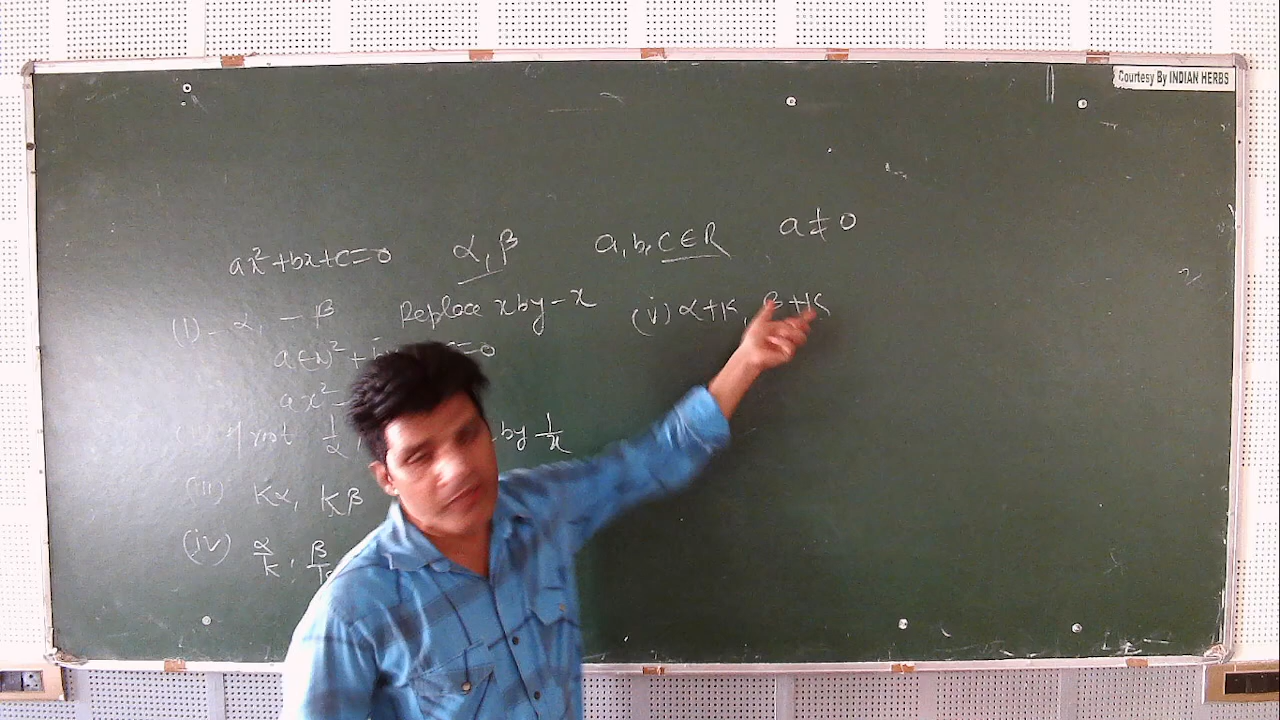 Courtesy By INDIAN HERBS
ax²+bx+c=0 α, β a, b, c ∈ R a ≠ 0
(i) -α, -β Replace x by -x (v) α+K, β+K
a(-x)²+ =0
ax²-
root 1/α, by 1/x
(iii) Kα, Kβ
(iv) α/k, β/k